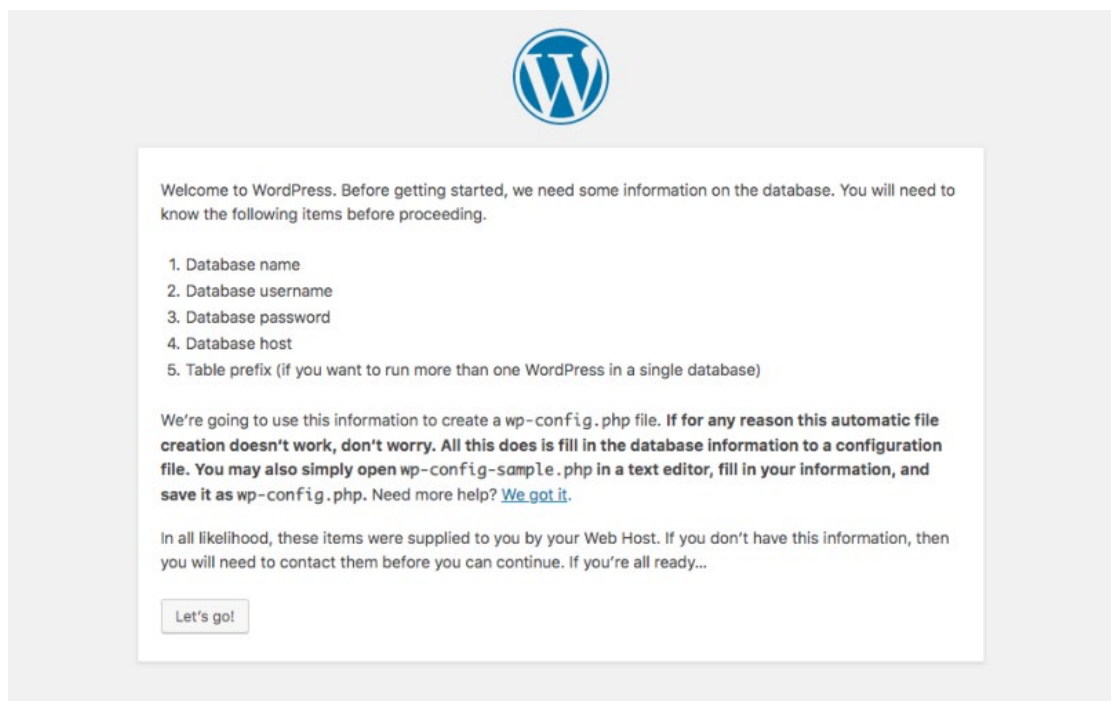 Welcome to WordPress. Before getting started, we need some information on the database. You will need to
know the following items before proceeding.
1. Database name
2. Database username
3. Database password
4. Database host
5. Table prefix (if you want to run more than one WordPress in a single database)
We’re going to use this information to create a wp-config.php file. If for any reason this automatic file
creation doesn’t work, don’t worry. All this does is fill in the database information to a configuration
file. You may also simply open wp-config-sample.php in a text editor, fill in your information, and
save it as wp-config.php. Need more help? We got it.
In all likelihood, these items were supplied to you by your Web Host. If you don’t have this information, then
you will need to contact them before you can continue. If you’re all ready…
Let’s go!